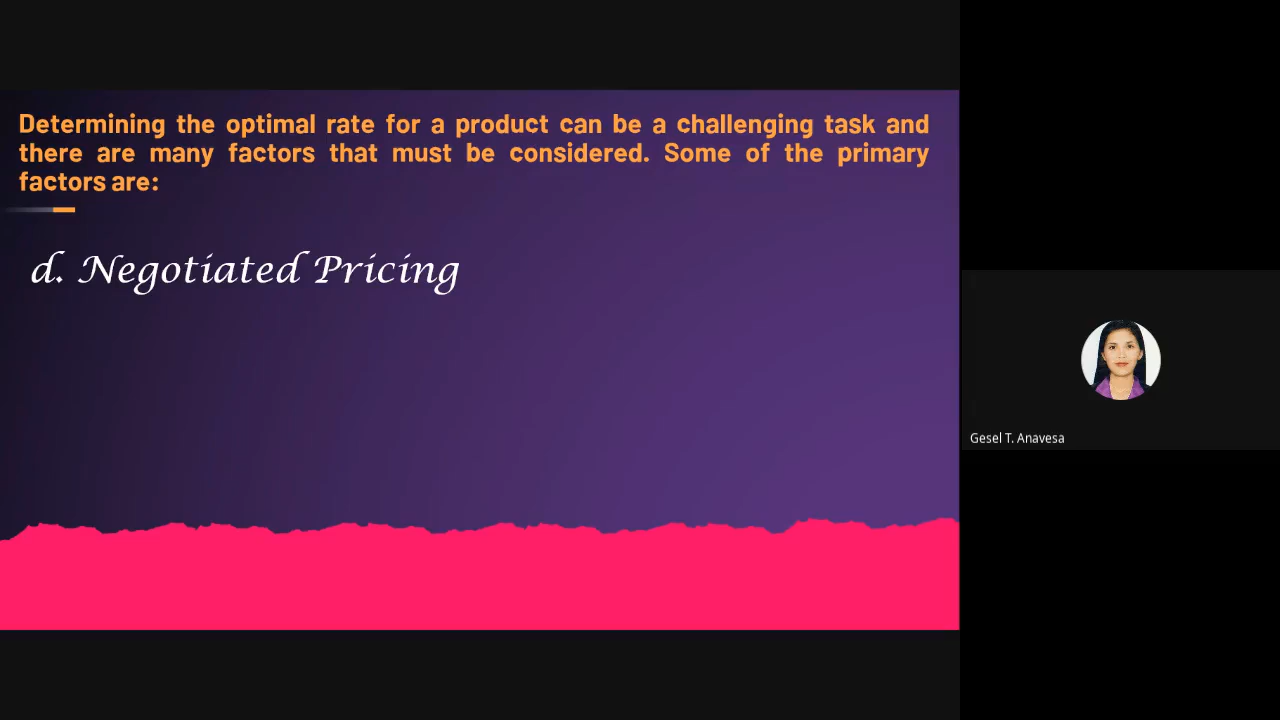 Determining the optimal rate for a product can be a challenging task and
there are many factors that must be considered. Some of the primary
factors are:
d. Negotiated Pricing
Gesel T. Anavesa